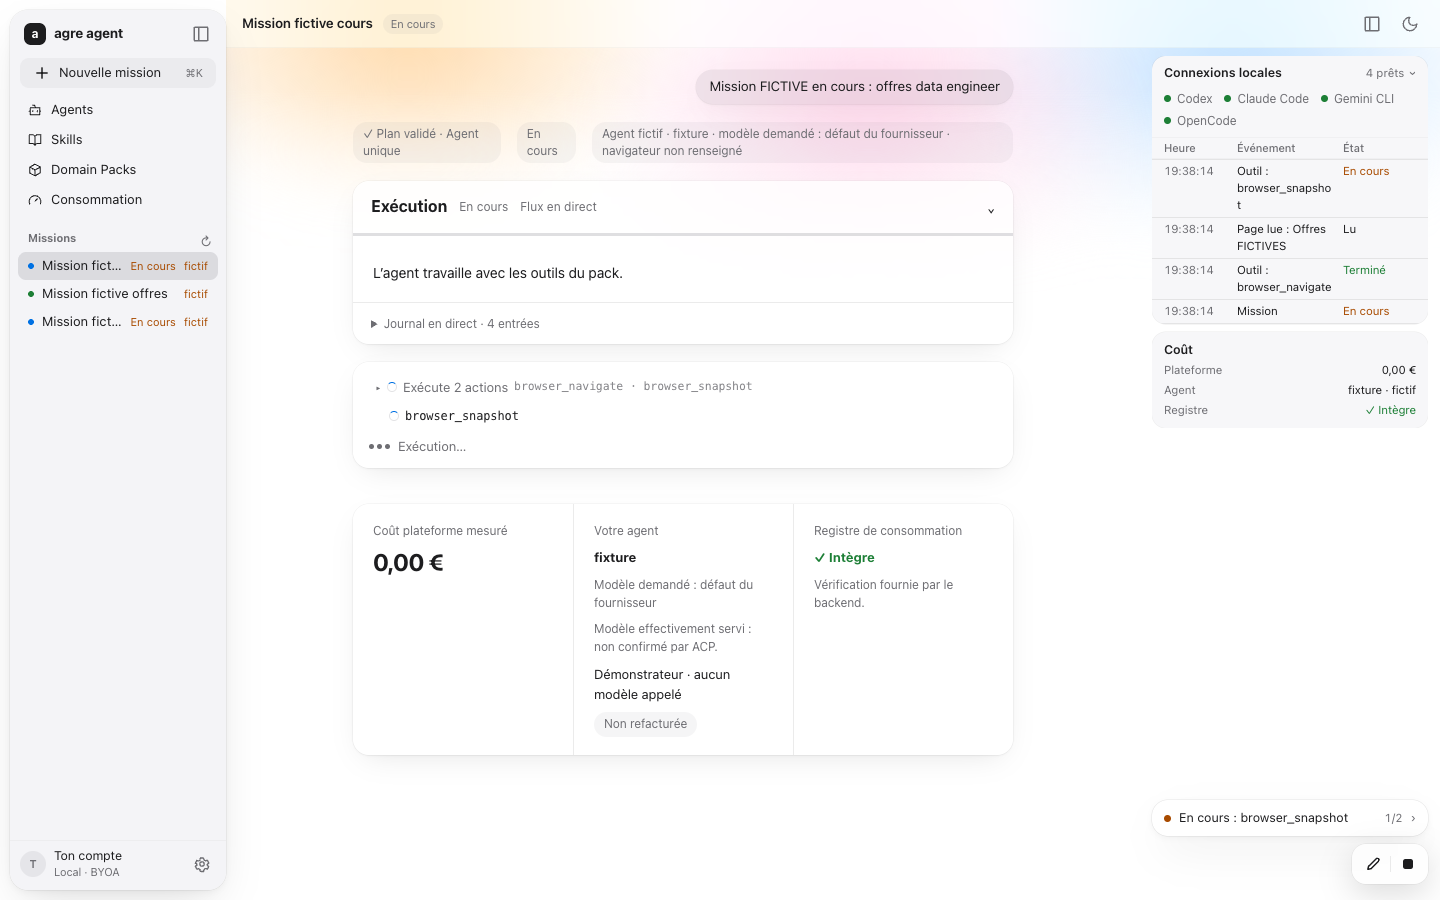 a agre agent
Nouvelle mission ⌘K
Agents
Skills
Domain Packs
Consommation
Missions
Mission fict... En cours fictif
Mission fictive offres fictif
Mission fict... En cours fictif
T Ton compte
Local · BYOA
Mission fictive cours En cours
Mission FICTIVE en cours : offres data engineer
✓ Plan validé · Agent
unique
En
cours
Agent fictif · fixture · modèle demandé : défaut du fournisseur ·
navigateur non renseigné
Exécution En cours Flux en direct
L'agent travaille avec les outils du pack.
Journal en direct · 4 entrées
Exécute 2 actions browser_navigate · browser_snapshot
browser_snapshot
Exécution...
Coût plateforme mesuré
0,00 €
Votre agent
fixture
Modèle demandé : défaut du
fournisseur
Modèle effectivement servi :
non confirmé par ACP.
Démonstrateur · aucun
modèle appelé
Non refacturée
Registre de consommation
✓ Intègre
Vérification fournie par le
backend.
Connexions locales 4 prêts
Codex Claude Code Gemini CLI
OpenCode
Heure Événement État
19:38:14 Outil : En cours
browser_snapsho
t
19:38:14 Page lue : Offres Lu
FICTIVES
19:38:14 Outil : Terminé
browser_navigate
19:38:14 Mission En cours
Coût
Plateforme 0,00 €
Agent fixture · fictif
Registre ✓ Intègre
En cours : browser_snapshot 1/2